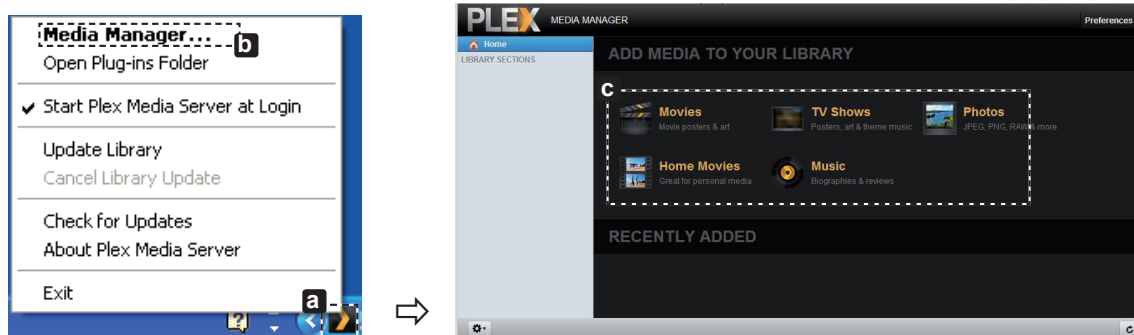 Media Manager...
b
Open Plug-ins Folder
Start Plex Media Server at Login
Update Library
Cancel Library Update
Check for Updates
About Plex Media Server
Exit
a
PLEX MEDIA MANAGER
Preferences
Home
LIBRARY SECTIONS
ADD MEDIA TO YOUR LIBRARY
c
Movies
Movie posters & art
TV Shows
Posters, art & theme music
Photos
JPEG, PNG, RAW & more
Home Movies
Great for personal media
Music
Biographies & reviews
RECENTLY ADDED